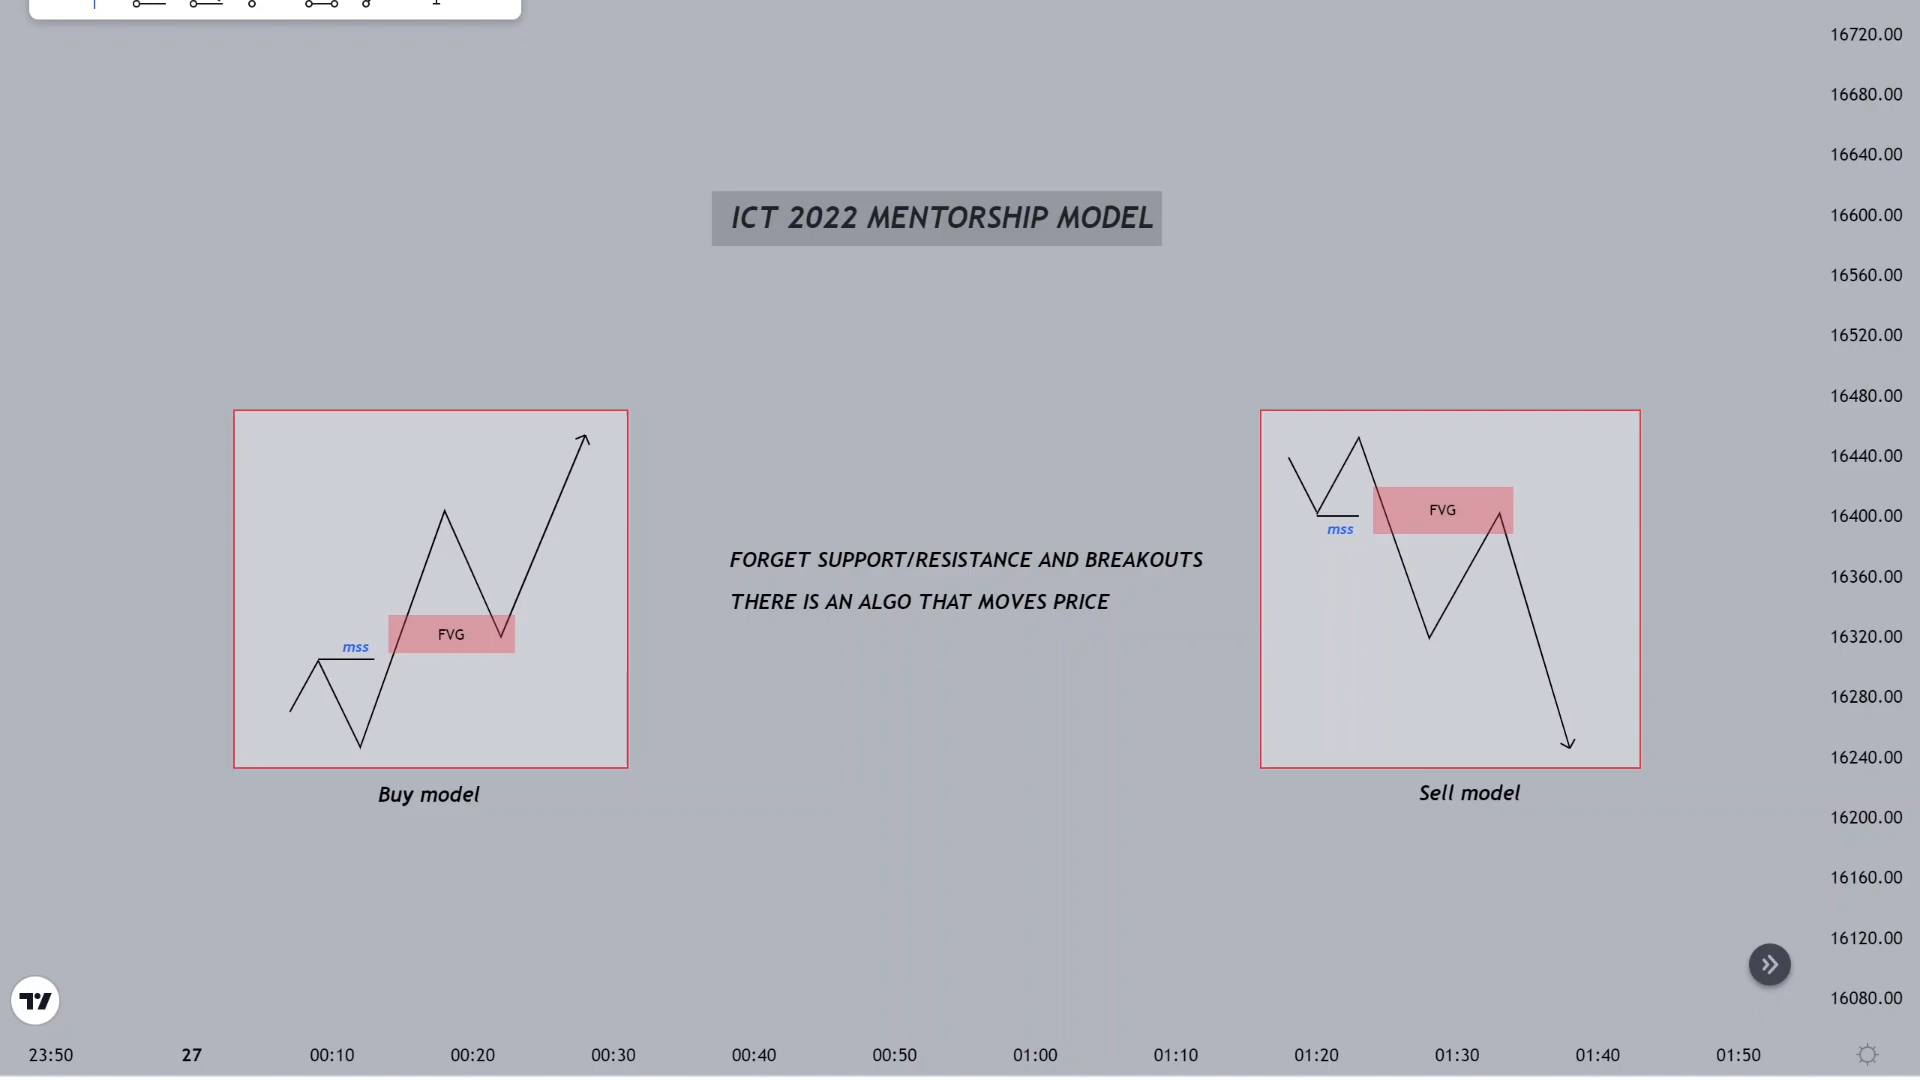 16720.00
16680.00
16640.00
ICT 2022 MENTORSHIP MODEL
16600.00
16560.00
16520.00
16480.00
16440.00
FVG
16400.00
mss
FORGET SUPPORT/RESISTANCE AND BREAKOUTS
16360.00
THERE IS AN ALGO THAT MOVES PRICE
FVG
16320.00
mss
16280.00
16240.00
Buy model
Sell model
16200.00
16160.00
16120.00
16080.00
23:50 27 00:10 00:20 00:30 00:40 00:50 01:00 01:10 01:20 01:30 01:40 01:50